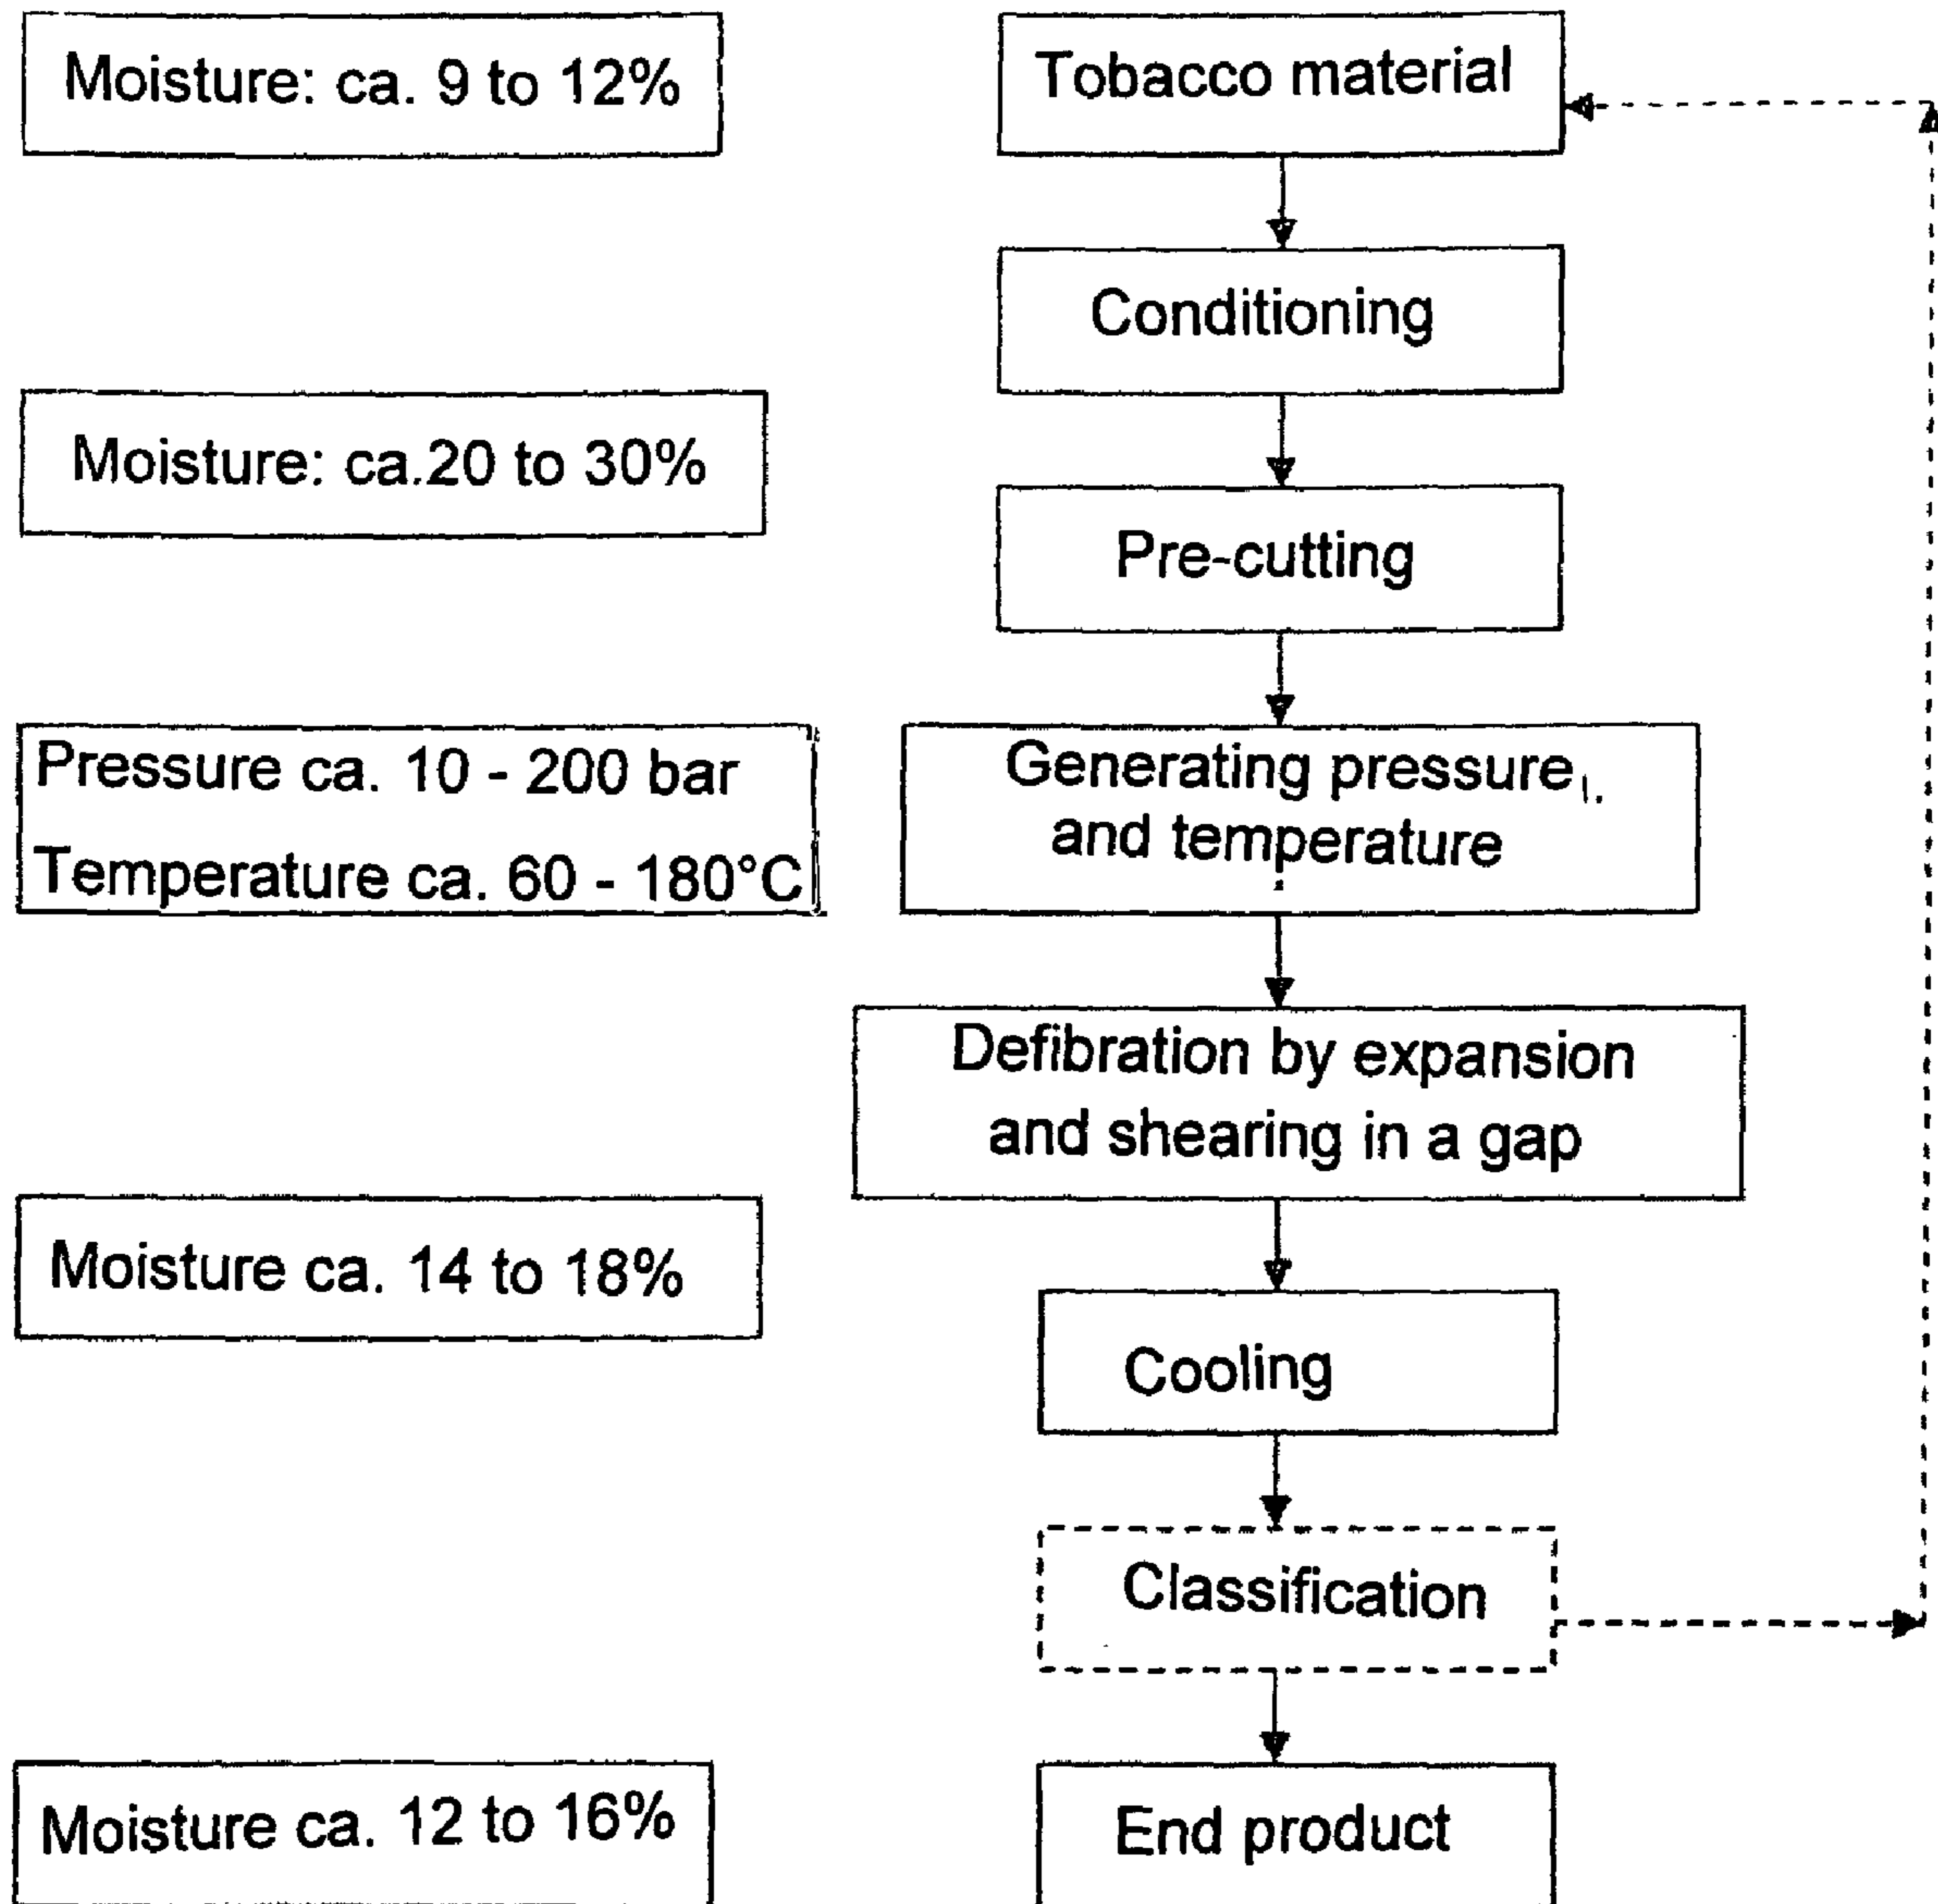 Moisture: ca. 9 to 12%
Tobacco material
Conditioning
Moisture: ca.20 to 30%
Pre-cutting
Pressure ca. 10 - 200 bar
Temperature ca. 60 - 180°C
Generating pressure
and temperature
Defibration by expansion
and shearing in a gap
Moisture ca. 14 to 18%
Cooling
Classification
Moisture ca. 12 to 16%
End product